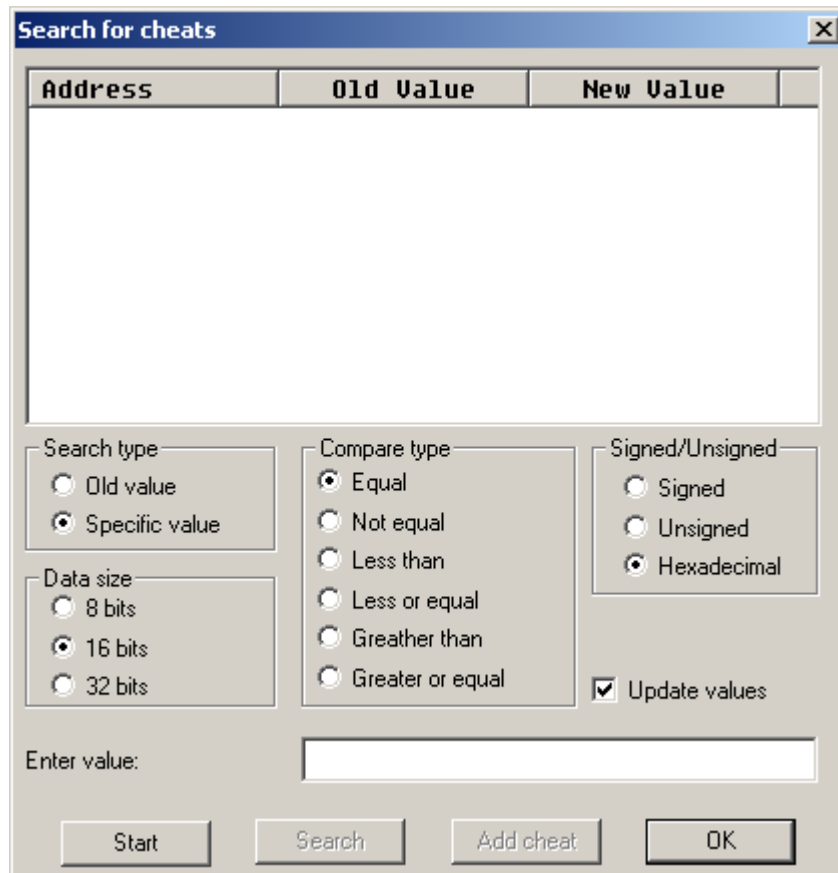 Search for cheats
Address Old Value New Value
Search type
Old value
Specific value
Data size
8 bits
16 bits
32 bits
Compare type
Equal
Not equal
Less than
Less or equal
Greather than
Greater or equal
Signed/Unsigned
Signed
Unsigned
Hexadecimal
Update values
Enter value:
Start Search Add cheat OK